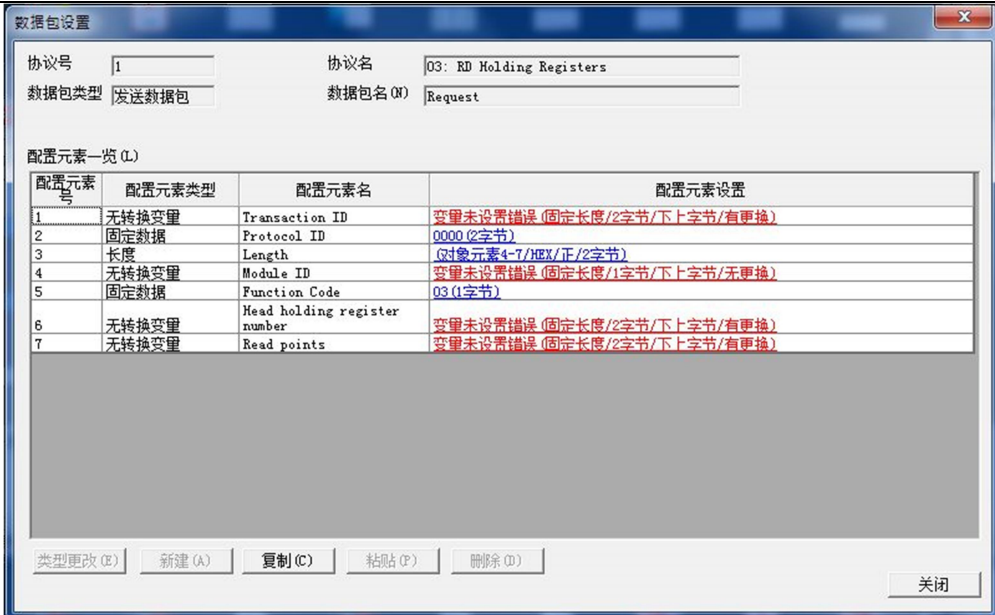 数据包设置
协议号 1 协议名 03: RD Holding Registers
数据包类型 发送数据包 数据包名(N) Request
配置元素一览(L)
配置元素号 配置元素类型 配置元素名 配置元素设置
1 无转换变量 Transaction ID 变量未设置错误(固定长度/2字节/下上字节/有更换)
2 固定数据 Protocol ID 0000(2字节)
3 长度 Length (对象元素4-7/HEX/正/2字节)
4 无转换变量 Module ID 变量未设置错误(固定长度/1字节/下上字节/无更换)
5 固定数据 Function Code 03(1字节)
6 无转换变量 Head holding register number 变量未设置错误(固定长度/2字节/下上字节/有更换)
7 无转换变量 Read points 变量未设置错误(固定长度/2字节/下上字节/有更换)
类型更改(E) 新建(A) 复制(C) 粘贴(P) 删除(D)
关闭